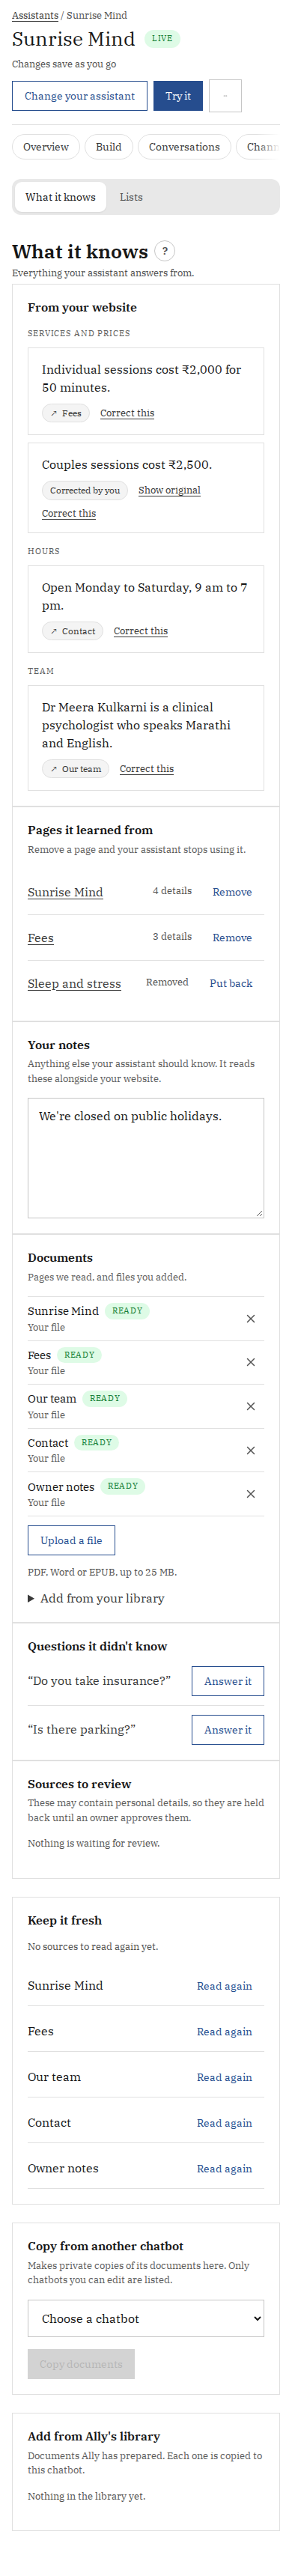 Assistants / Sunrise Mind
Sunrise Mind LIVE
Changes save as you go
Change your assistant Try it
Overview Build Conversations Chann
What it knows Lists
What it knows ?
Everything your assistant answers from.
From your website
SERVICES AND PRICES
Individual sessions cost ₹2,000 for
50 minutes.
↗ Fees Correct this
Couples sessions cost ₹2,500.
Corrected by you Show original
Correct this
HOURS
Open Monday to Saturday, 9 am to 7
pm.
↗ Contact Correct this
TEAM
Dr Meera Kulkarni is a clinical
psychologist who speaks Marathi
and English.
↗ Our team Correct this
Pages it learned from
Remove a page and your assistant stops using it.
Sunrise Mind 4 details Remove
Fees 3 details Remove
Sleep and stress Removed Put back
Your notes
Anything else your assistant should know. It reads
these alongside your website.
We're closed on public holidays.
Documents
Pages we read, and files you added.
Sunrise Mind READY
Your file
Fees READY
Your file
Our team READY
Your file
Contact READY
Your file
Owner notes READY
Your file
Upload a file
PDF, Word or EPUB, up to 25 MB.
Add from your library
Questions it didn't know
“Do you take insurance?” Answer it
“Is there parking?” Answer it
Sources to review
These may contain personal details, so they are held
back until an owner approves them.
Nothing is waiting for review.
Keep it fresh
No sources to read again yet.
Sunrise Mind Read again
Fees Read again
Our team Read again
Contact Read again
Owner notes Read again
Copy from another chatbot
Makes private copies of its documents here. Only
chatbots you can edit are listed.
Choose a chatbot
Copy documents
Add from Ally's library
Documents Ally has prepared. Each one is copied to
this chatbot.
Nothing in the library yet.